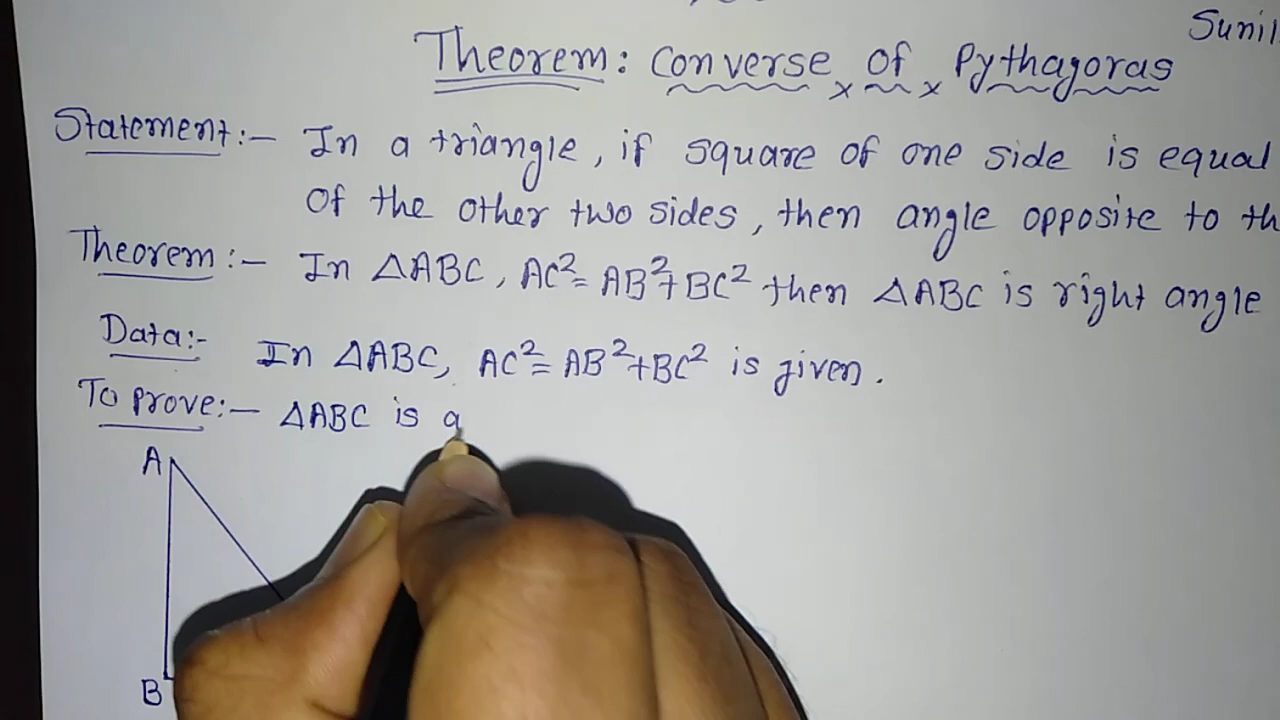 Sunil
Theorem: Converse of Pythagoras
Statement:- In a triangle, if square of one side is equal
of the other two sides, then angle opposite to th
Theorem:- In △ABC, AC²= AB²+BC² then △ABC is right angle
Data:- In △ABC, AC²= AB²+BC² is given.
To prove:- △ABC is a
A
B